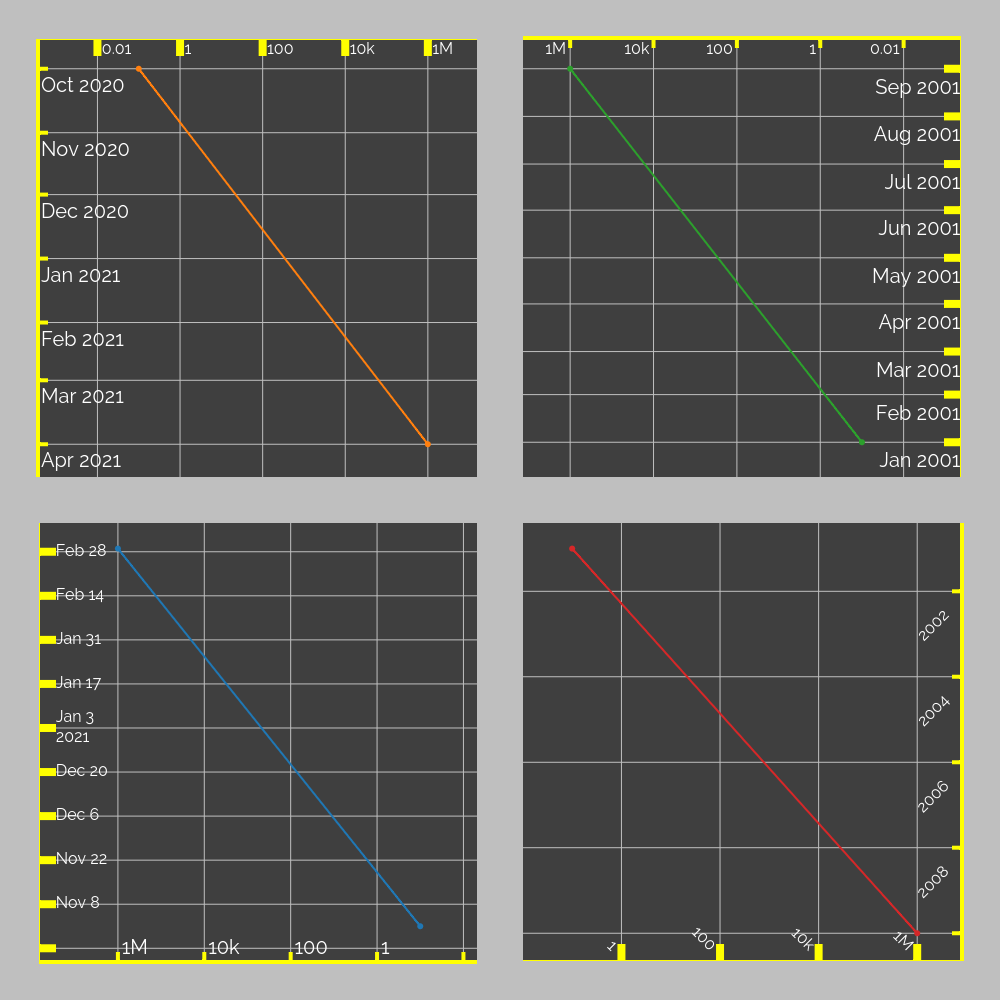 0.01 1 100 10k 1M
Oct 2020
Nov 2020
Dec 2020
Jan 2021
Feb 2021
Mar 2021
Apr 2021
1M 10k 100 1 0.01
Sep 2001
Aug 2001
Jul 2001
Jun 2001
May 2001
Apr 2001
Mar 2001
Feb 2001
Jan 2001
Feb 28
Feb 14
Jan 31
Jan 17
Jan 3
2021
Dec 20
Dec 6
Nov 22
Nov 8
1M 10k 100 1
2002
2004
2006
2008
1 100 10k 1M